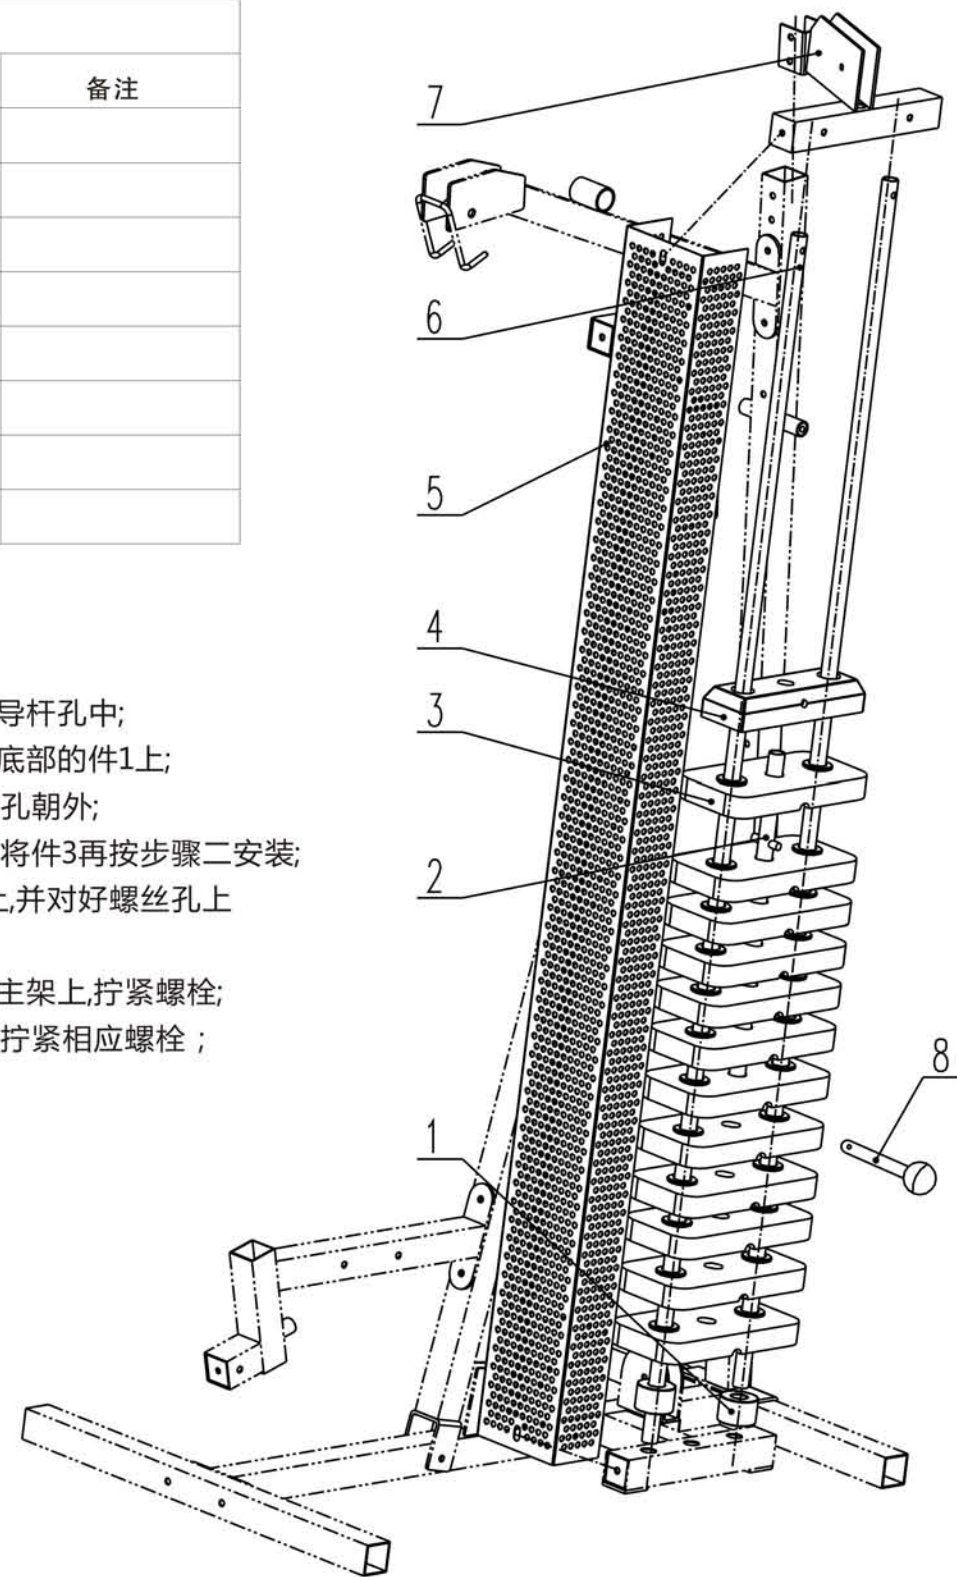 备注
7
6
5
4
3
2
导杆孔中;
底部的件1上;
孔朝外;
将件3再按步骤二安装;
,并对好螺丝孔上
主架上,拧紧螺栓;
拧紧相应螺栓；
8
1